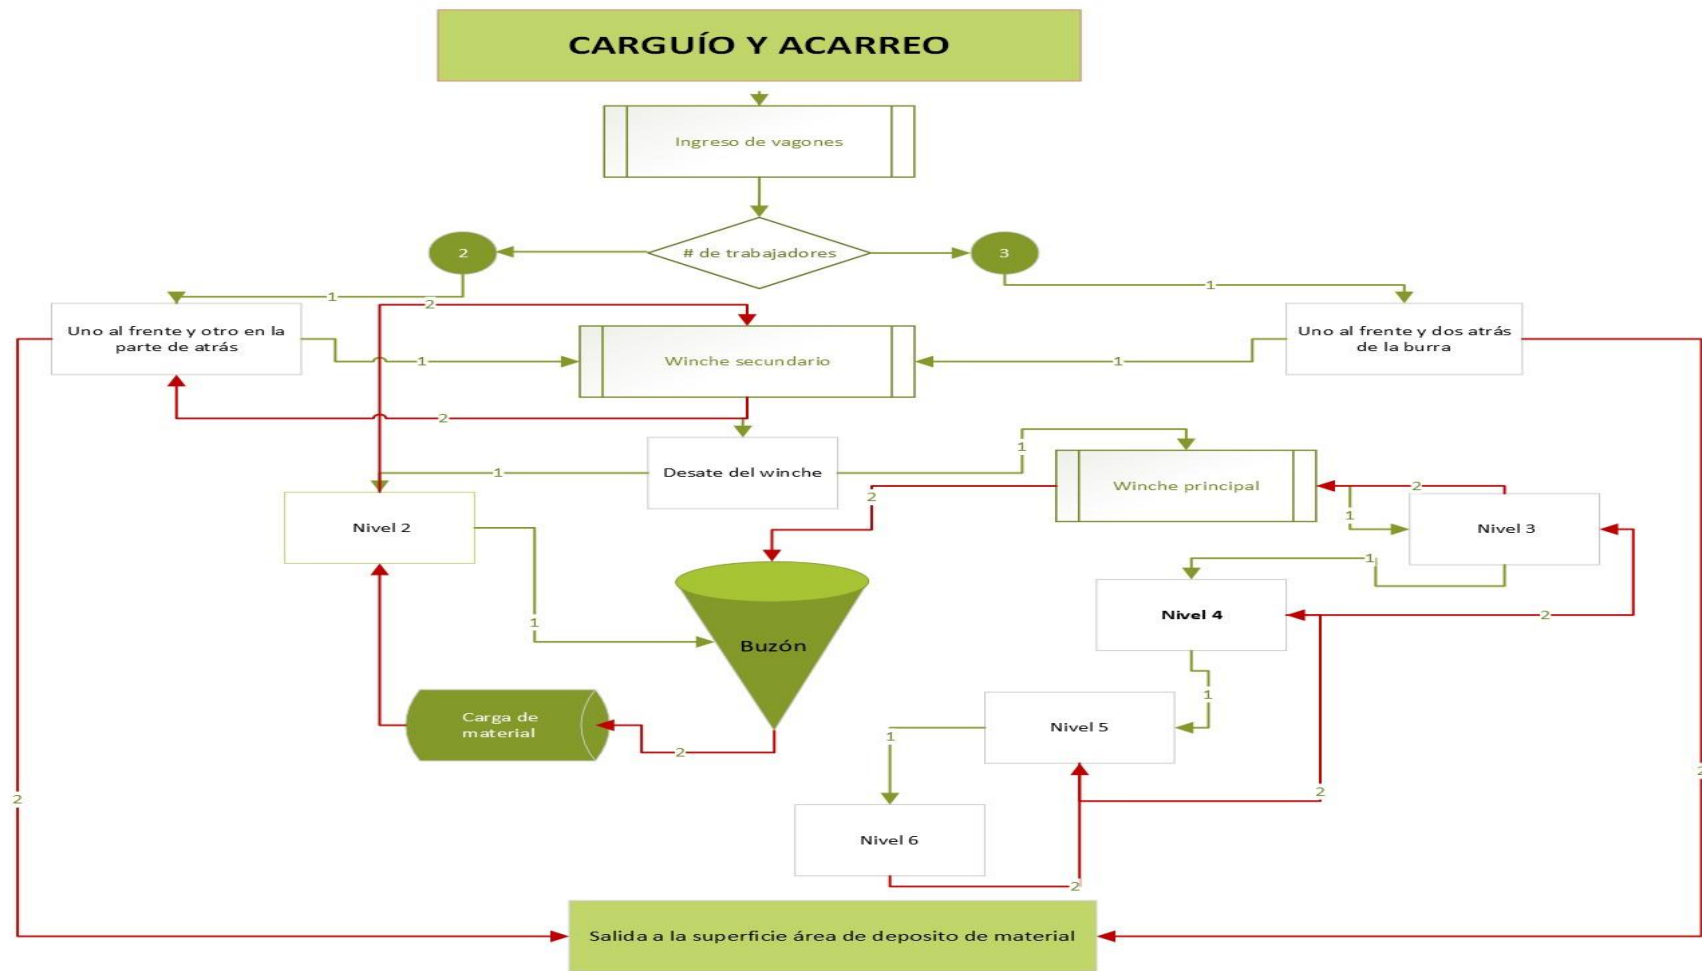 CARGUÍO Y ACARREO
Ingreso de vagones
# de trabajadores
2
3
1
1
2
Uno al frente y otro en la
parte de atrás
Winche secundario
Uno al frente y dos atrás
de la burra
1
1
2
Desate del winche
1
1
Winche principal
2
2
1
Nivel 2
Nivel 3
1
Nivel 4
2
1
Buzón
1
Carga de
material
Nivel 5
1
2
2
2
2
Nivel 6
2
Salida a la superficie área de deposito de material